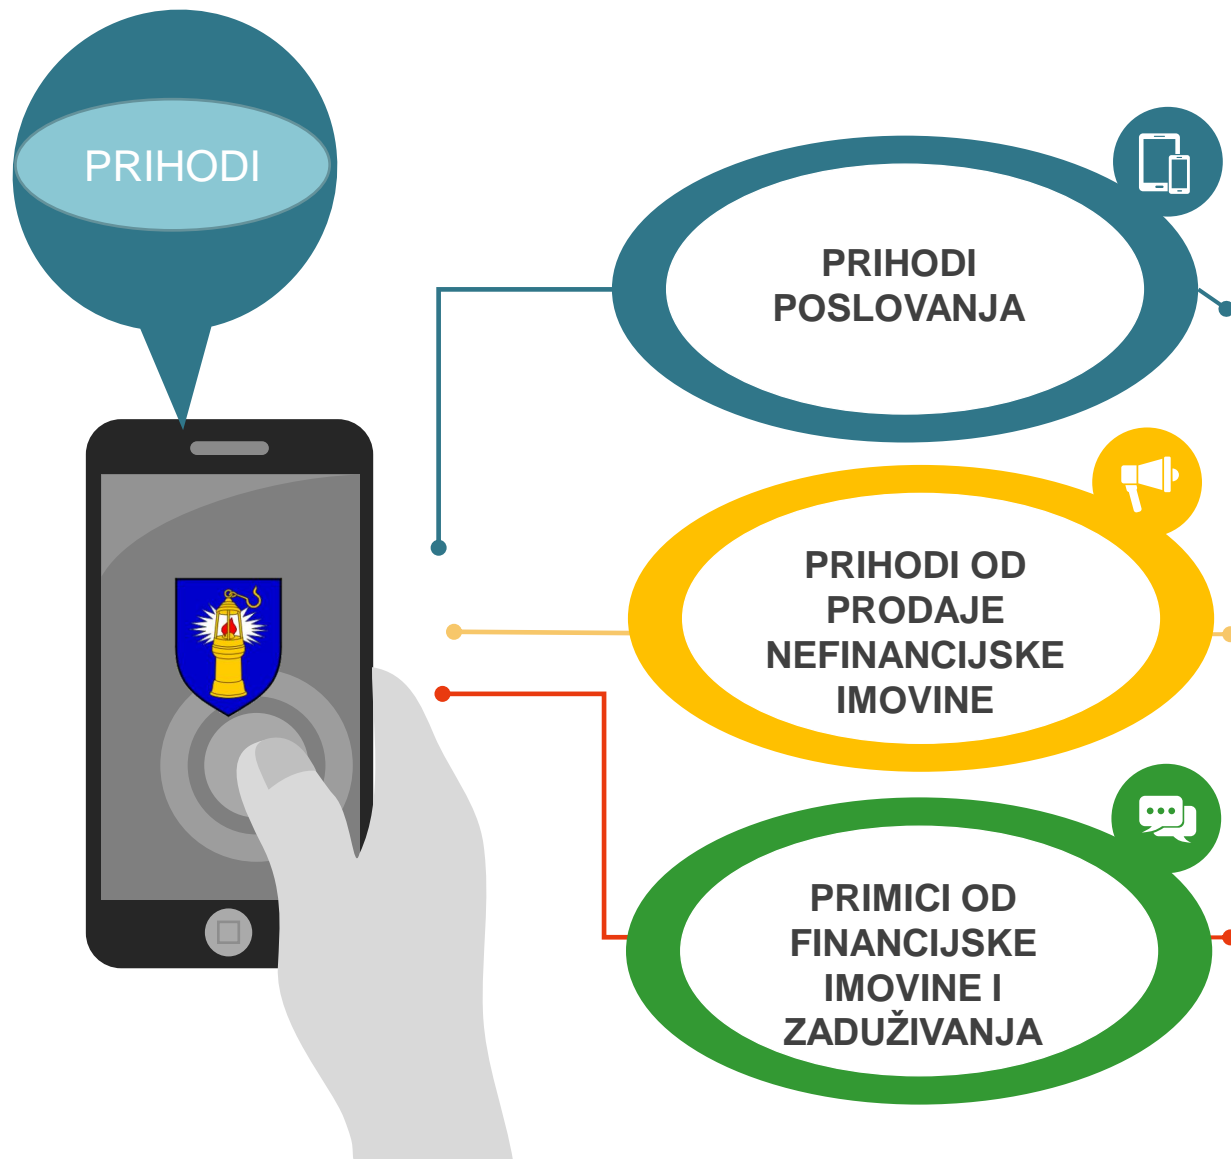 PRIHODI
PRIHODI
POSLOVANJA
PRIHODI OD
PRODAJE
NEFINANCIJSKE
IMOVINE
PRIMICI OD
FINANCIJSKE
IMOVINE I
ZADUŽIVANJA